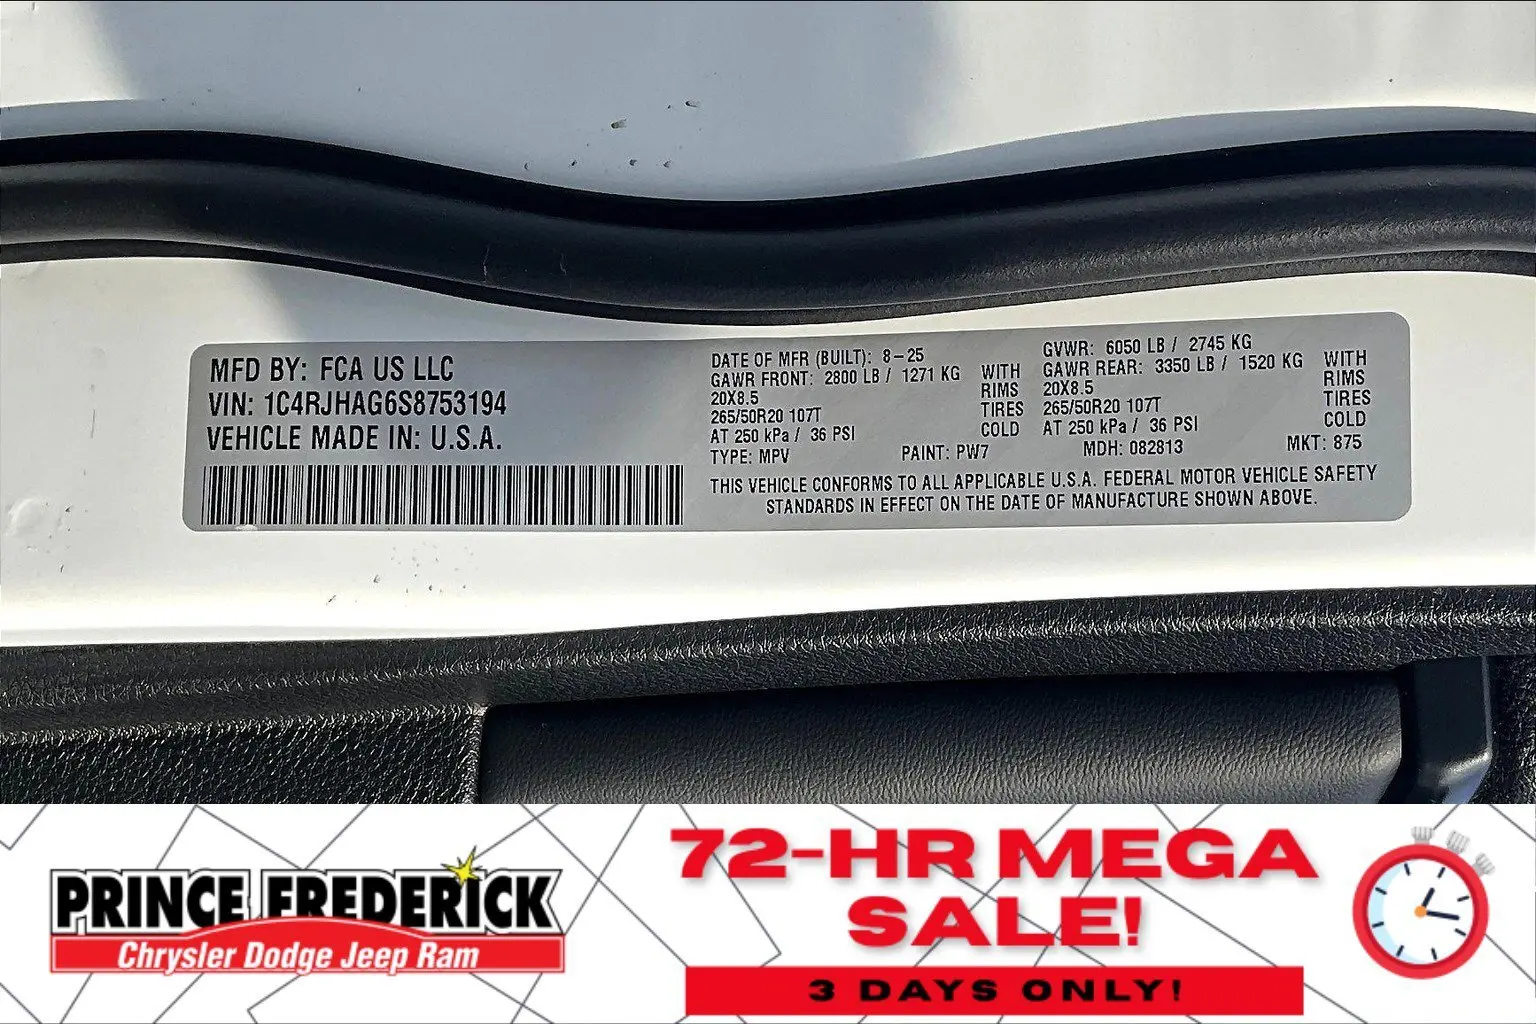 MFD BY: FCA US LLC
VIN: 1C4RJHAG6S8753194
VEHICLE MADE IN: U.S.A.
DATE OF MFR (BUILT): 8-25
GAWR FRONT: 2800 LB / 1271 KG
20X8.5
265/50R20 107T
AT 250 kPa / 36 PSI
WITH
RIMS
TIRES
COLD
GVWR: 6050 LB / 2745 KG
GAWR REAR: 3350 LB / 1520 KG
20X8.5
265/50R20 107T
AT 250 kPa / 36 PSI
WITH
RIMS
TIRES
COLD
TYPE: MPV PAINT: PW7 MDH: 082813 MKT: 875
THIS VEHICLE CONFORMS TO ALL APPLICABLE U.S.A. FEDERAL MOTOR VEHICLE SAFETY
STANDARDS IN EFFECT ON THE DATE OF MANUFACTURE SHOWN ABOVE.
PRINCE FREDERiCK
Chrysler Dodge Jeep Ram
72-HR MEGA
SALE!
3 DAYS ONLY!